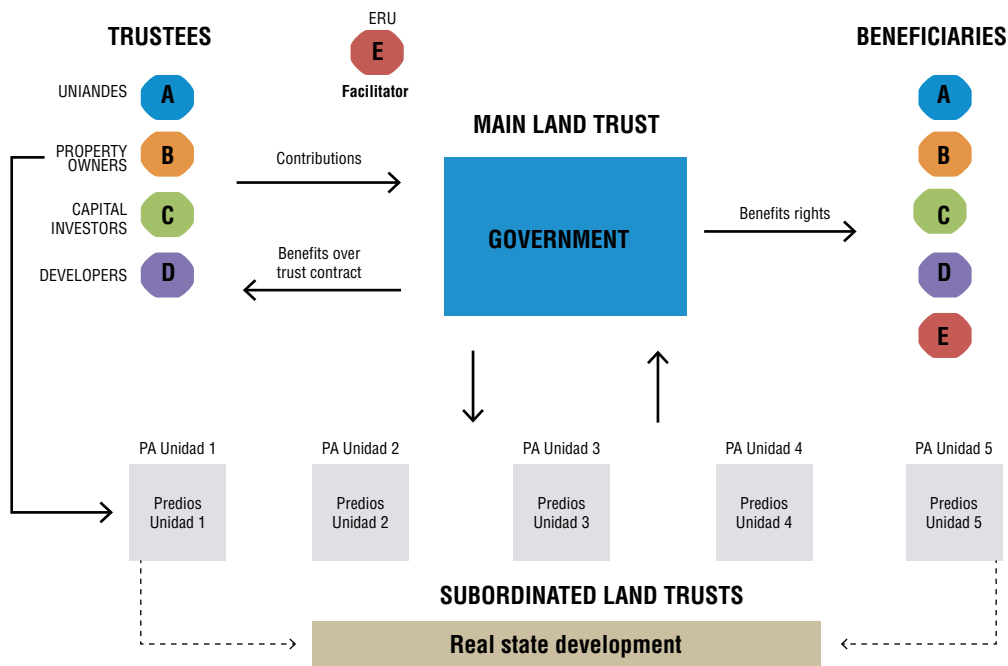 TRUSTEES
ERU
E
Facilitator
BENEFICIARIES
UNIANDES
A
PROPERTY
OWNERS
B
CAPITAL
INVESTORS
C
DEVELOPERS
D
Contributions
Benefits over
trust contract
MAIN LAND TRUST
GOVERNMENT
Benefits rights
A
B
C
D
E
PA Unidad 1
PA Unidad 2
PA Unidad 3
PA Unidad 4
PA Unidad 5
Predios
Unidad 1
Predios
Unidad 2
Predios
Unidad 3
Predios
Unidad 4
Predios
Unidad 5
SUBORDINATED LAND TRUSTS
Real state development